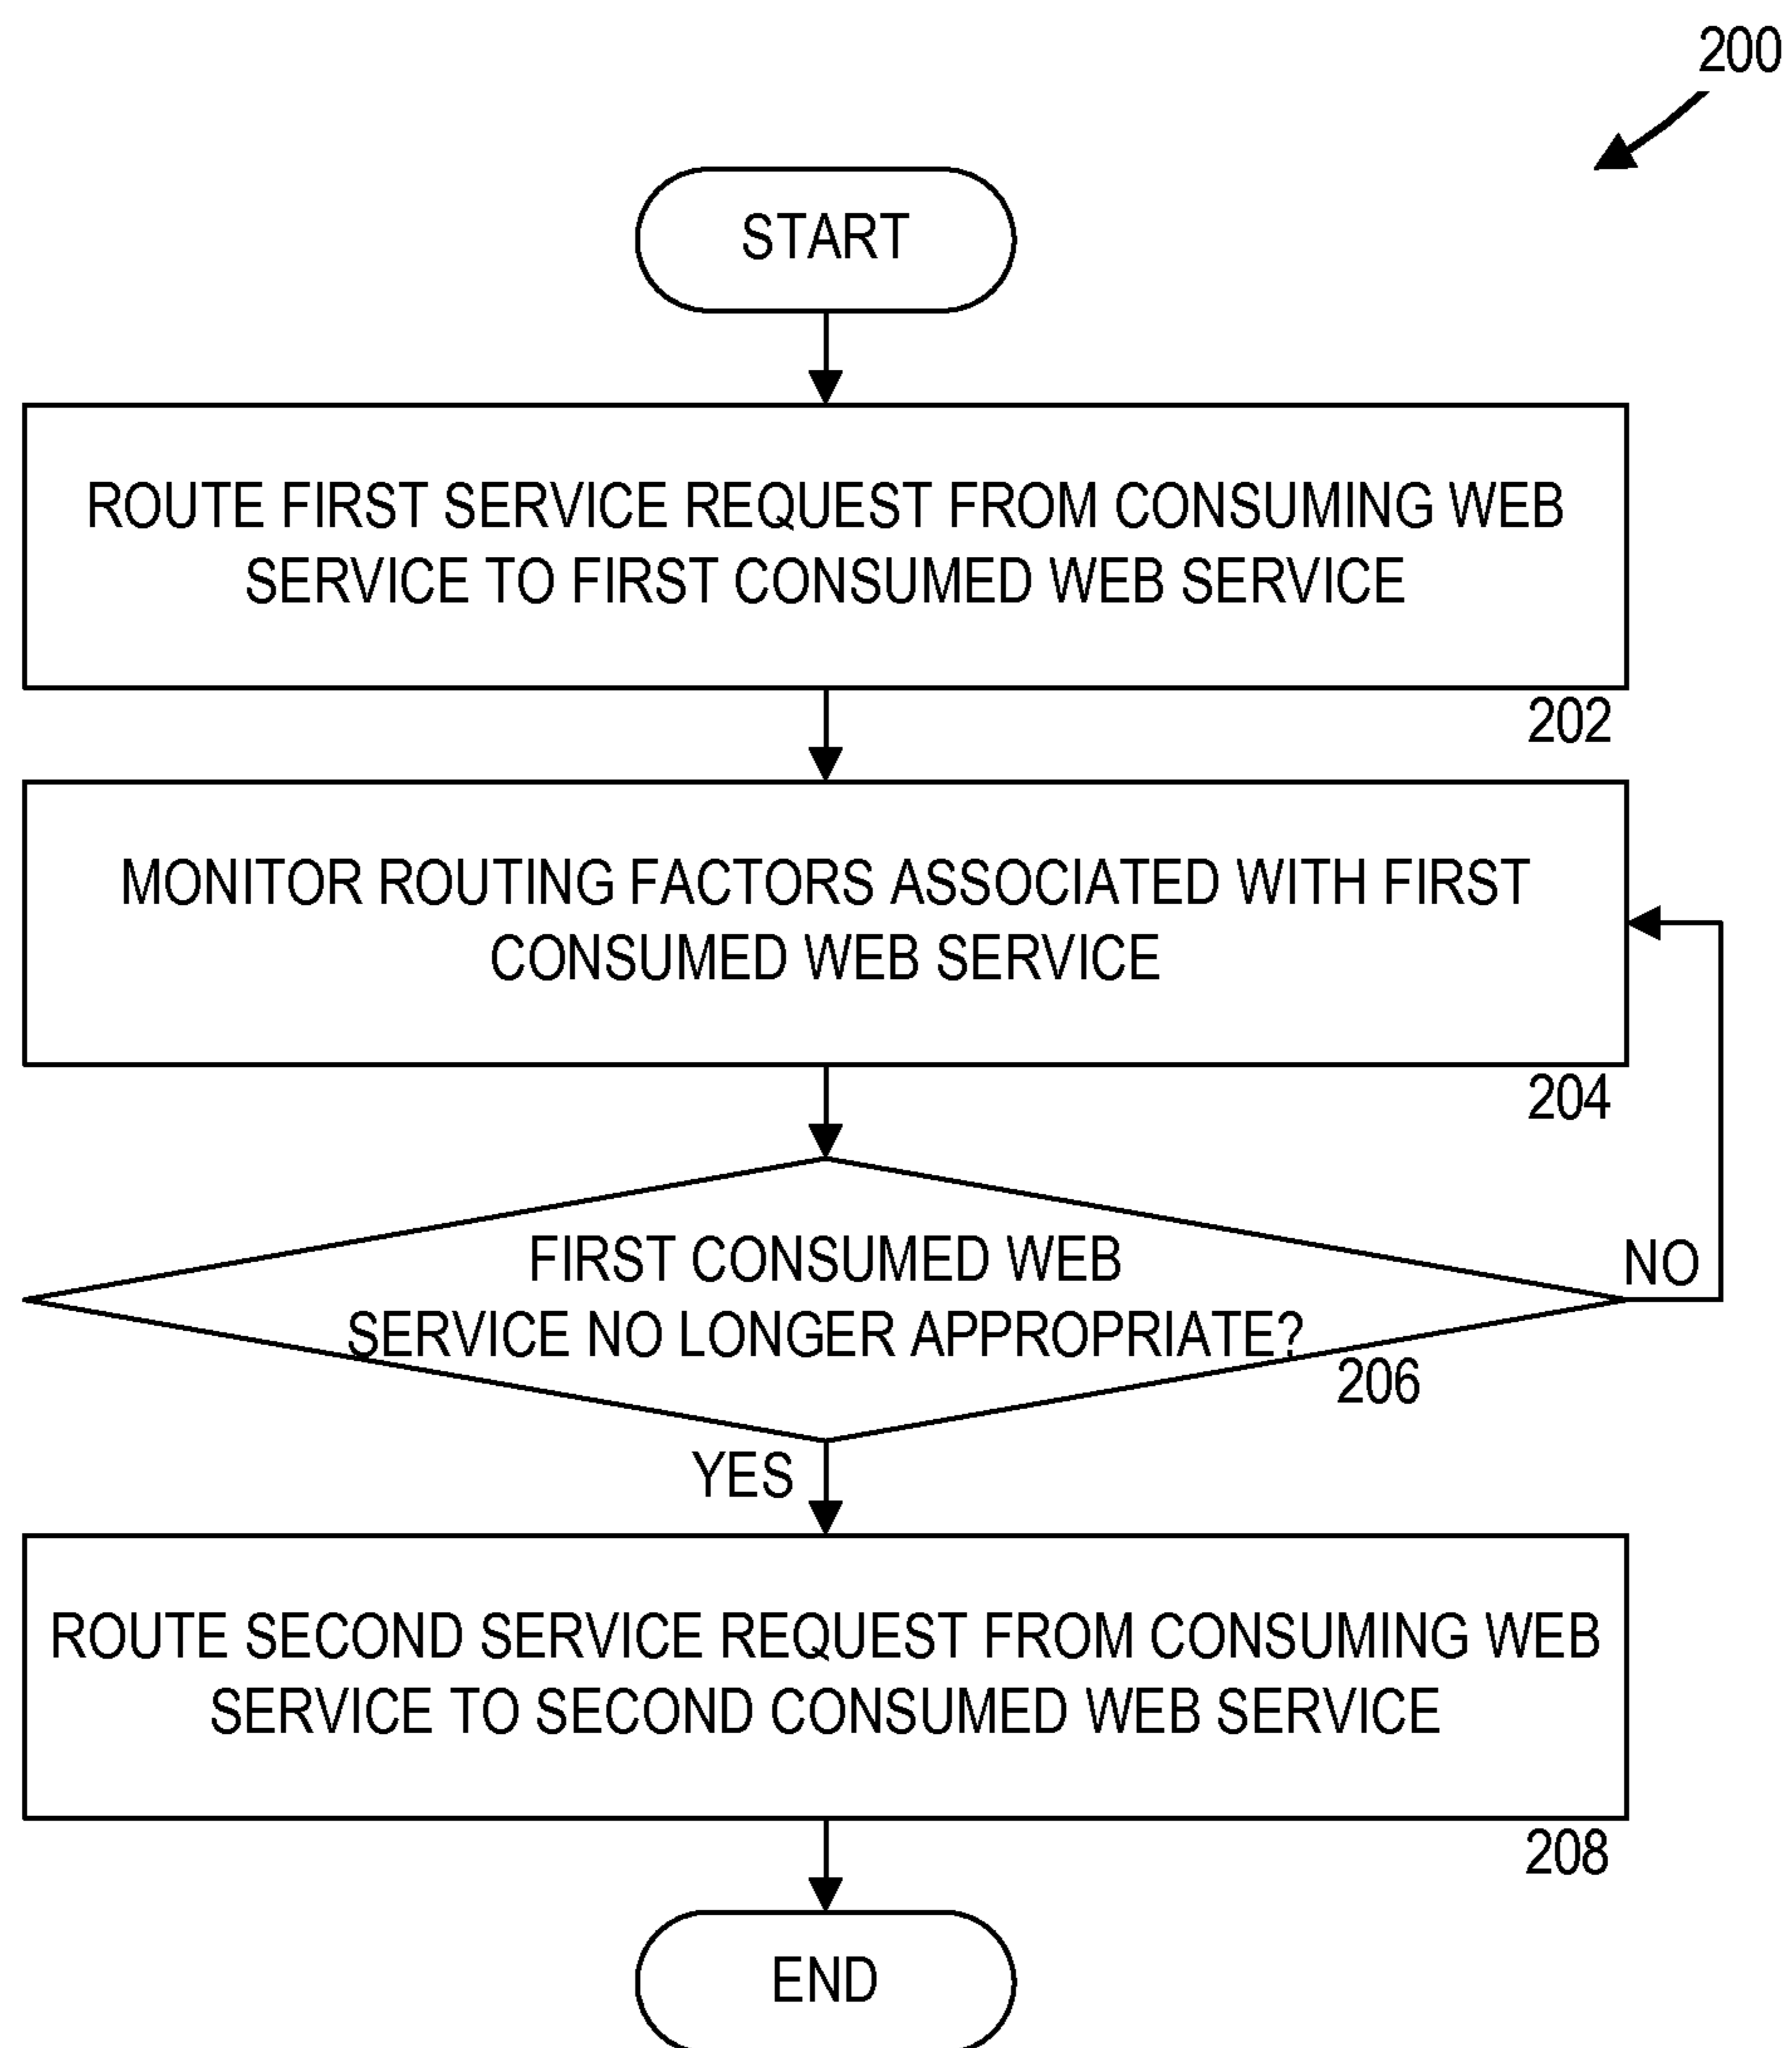 200
START
ROUTE FIRST SERVICE REQUEST FROM CONSUMING WEB
SERVICE TO FIRST CONSUMED WEB SERVICE
202
MONITOR ROUTING FACTORS ASSOCIATED WITH FIRST
CONSUMED WEB SERVICE
204
FIRST CONSUMED WEB
SERVICE NO LONGER APPROPRIATE?
NO
206
YES
ROUTE SECOND SERVICE REQUEST FROM CONSUMING WEB
SERVICE TO SECOND CONSUMED WEB SERVICE
208
END